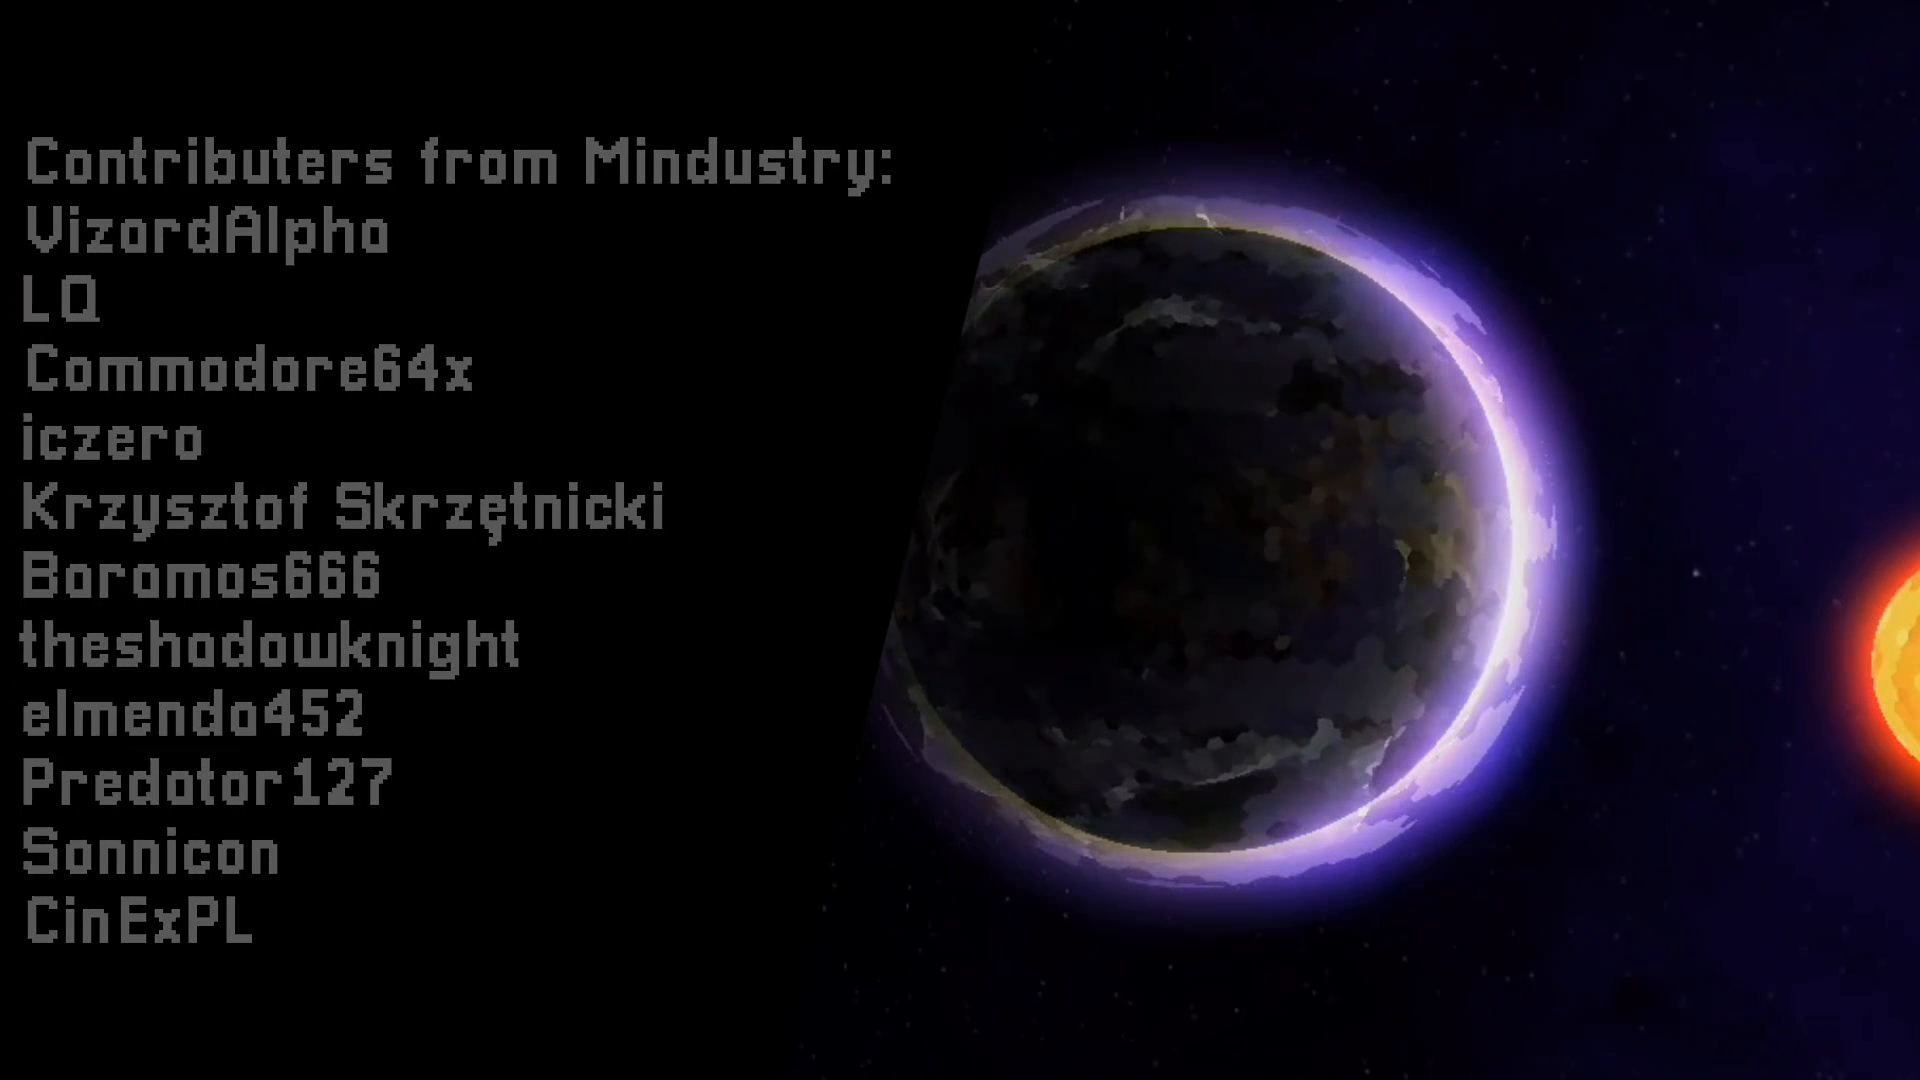 Contributers from Mindustry:
VizardAlpha
LQ
Commodore64x
iczero
Krzysztof Skrzętnicki
Baramos666
theshadowknight
elmenda452
Predator127
Sonnicon
CinExPL